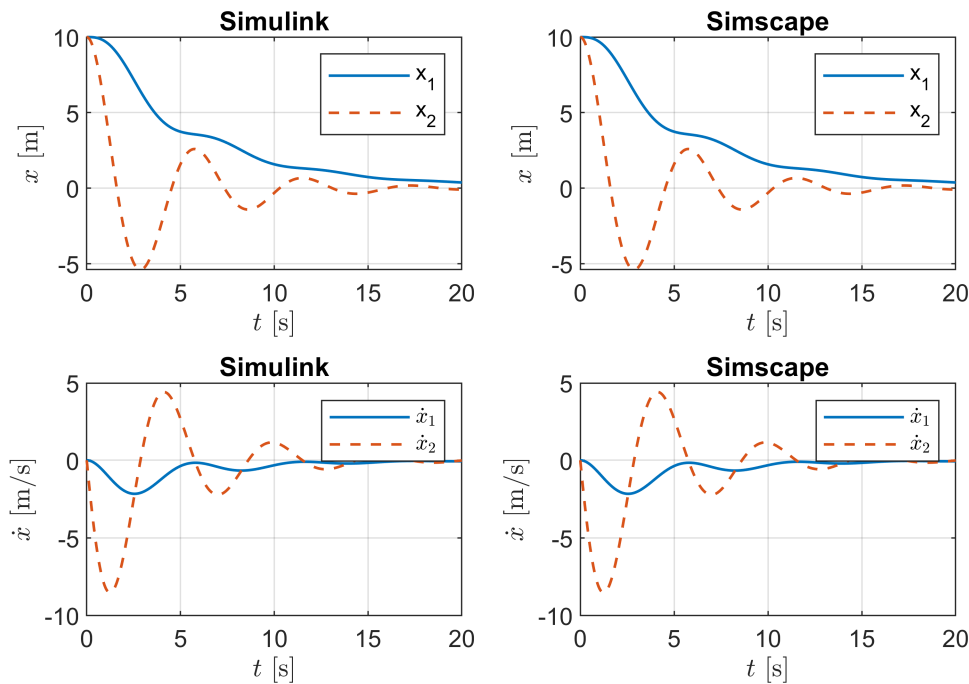 Simulink
10
5
0
-5
x [m]
x₁
x₂
0 5 10 15 20
t [s]
Simscape
10
5
0
-5
x [m]
x₁
x₂
0 5 10 15 20
t [s]
Simulink
5
0
-5
-10
ẋ [m/s]
ẋ₁
ẋ₂
0 5 10 15 20
t [s]
Simscape
5
0
-5
-10
ẋ [m/s]
ẋ₁
ẋ₂
0 5 10 15 20
t [s]